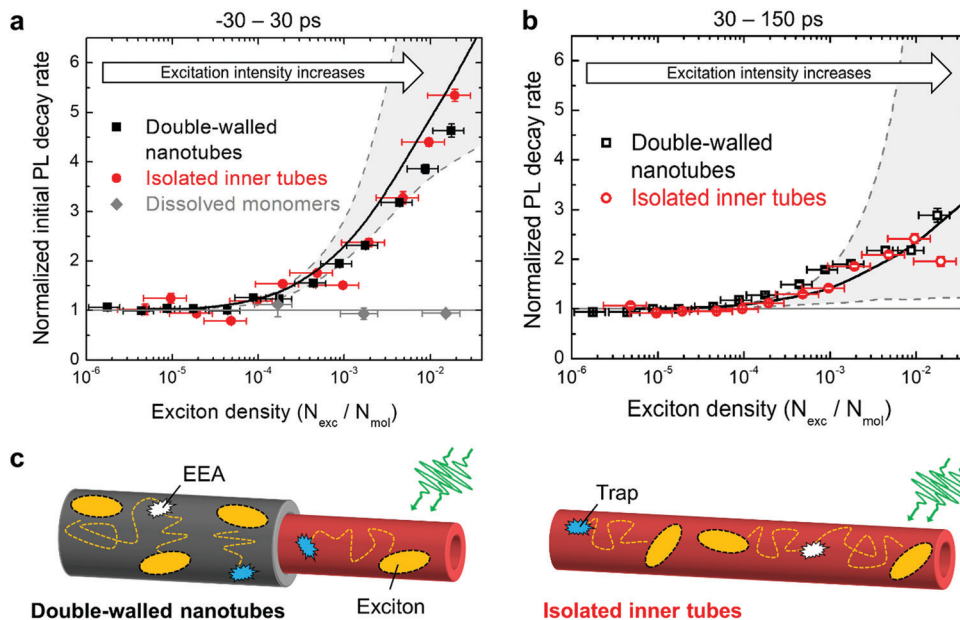 a
-30 – 30 ps
Normalized initial PL decay rate
6
5
4
3
2
1
0
Excitation intensity increases
Double-walled
nanotubes
Isolated inner tubes
Dissolved monomers
10⁻⁶ 10⁻⁵ 10⁻⁴ 10⁻³ 10⁻²
Exciton density (N_exc / N_mol)
b
30 – 150 ps
Normalized PL decay rate
6
5
4
3
2
1
0
Excitation intensity increases
Double-walled
nanotubes
Isolated inner tubes
10⁻⁶ 10⁻⁵ 10⁻⁴ 10⁻³ 10⁻²
Exciton density (N_exc / N_mol)
c
EEA
Exciton
Double-walled nanotubes
Trap
Isolated inner tubes